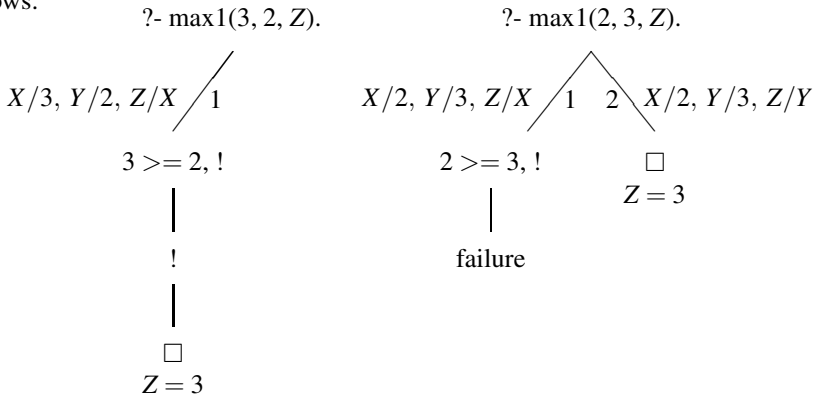 ows.
?- max1(3, 2, Z).
?- max1(2, 3, Z).
X/3, Y/2, Z/X
1
X/2, Y/3, Z/X
1
2
X/2, Y/3, Z/Y
3 >= 2, !
2 >= 3, !
□
Z = 3
!
failure
□
Z = 3